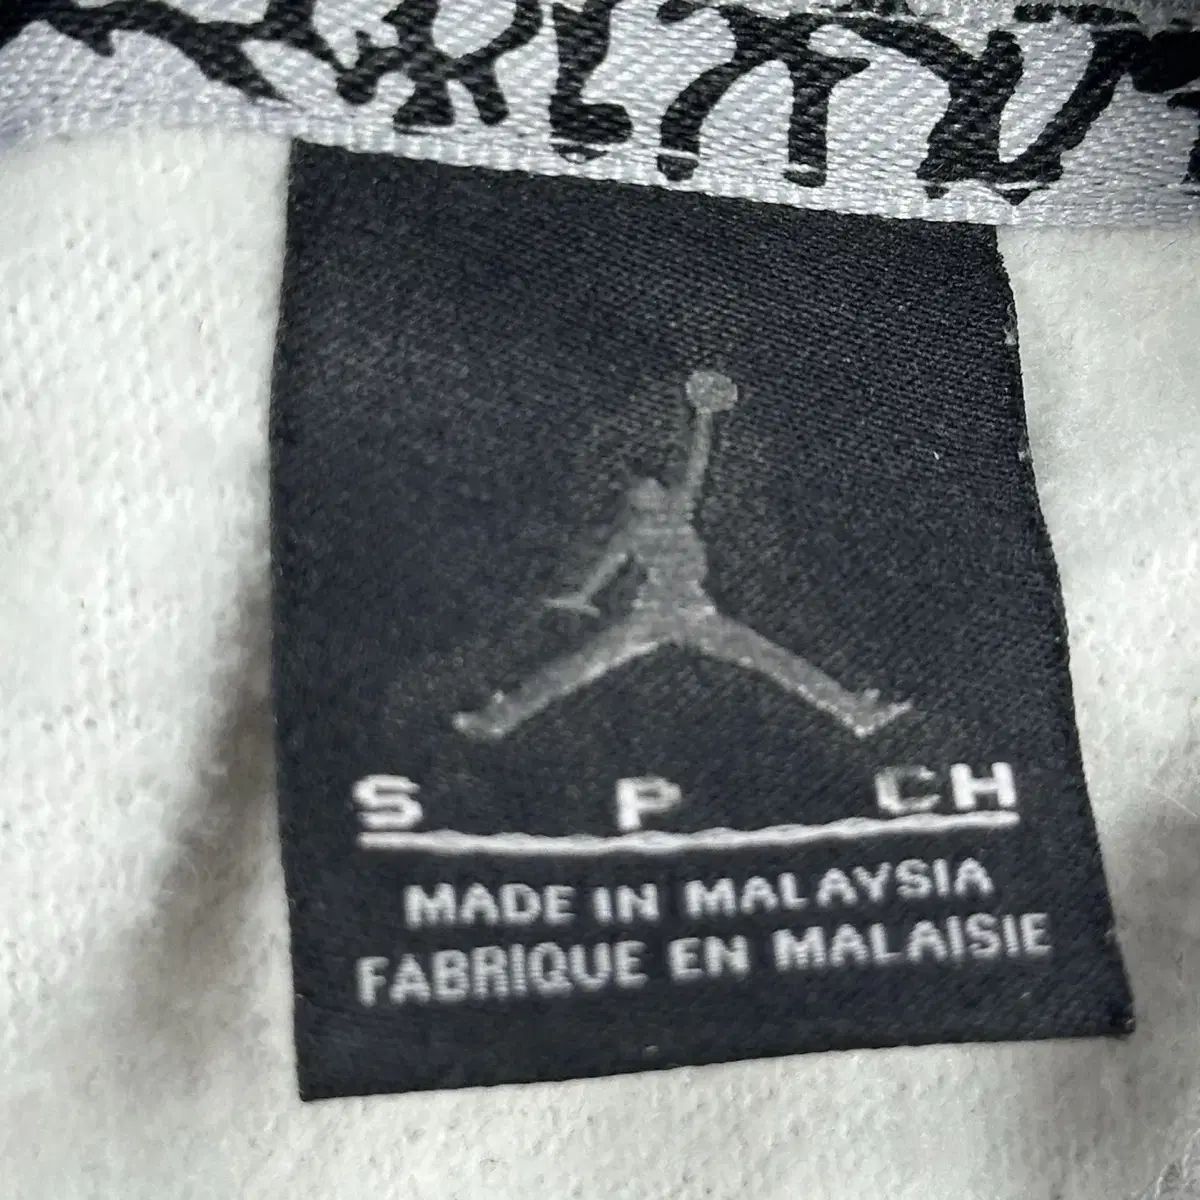 S P CH
MADE IN MALAYSIA
FABRIQUE EN MALAISIE